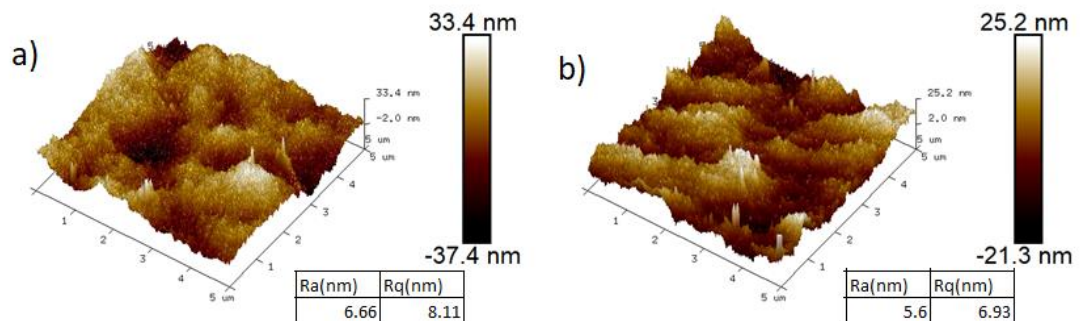 a)
33.4 nm
-37.4 nm
33.4 nm
-2.0 nm
5 um
5 um
4
3
2
1
1
2
3
4
5 um
Ra(nm) Rq(nm)
6.66 8.11
b)
25.2 nm
-21.3 nm
25.2 nm
2.0 nm
5 um
5 um
4
3
2
1
1
2
3
4
5 um
Ra(nm) Rq(nm)
5.6 6.93